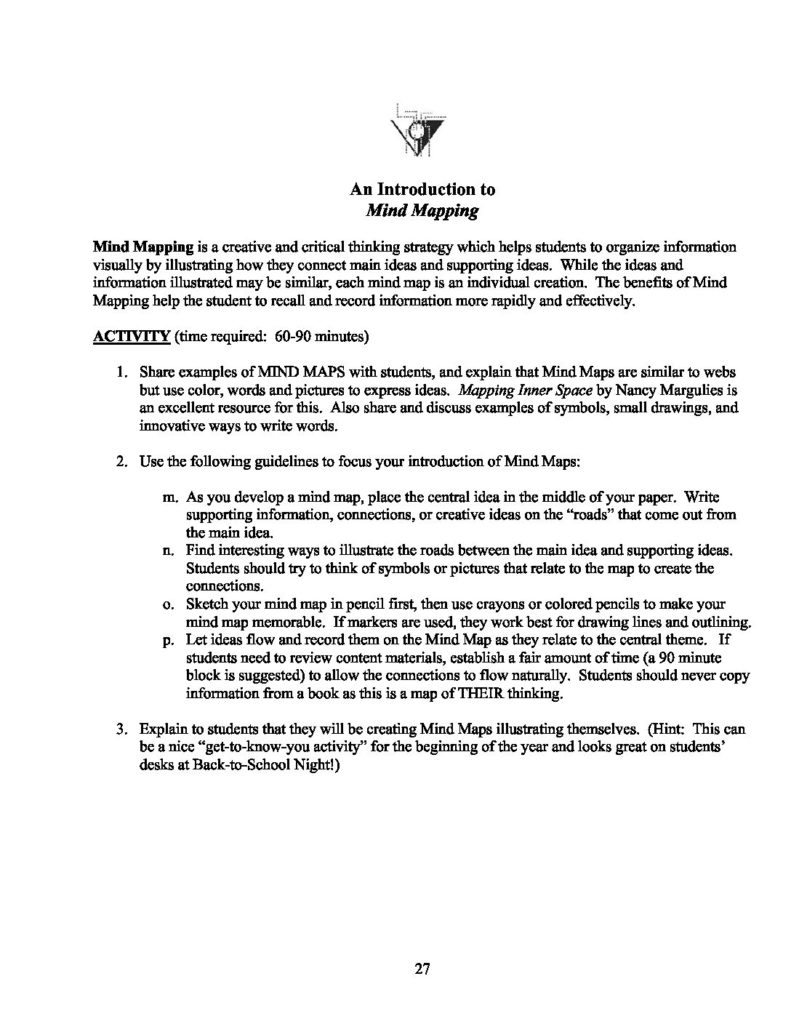 An Introduction to
Mind Mapping
Mind Mapping is a creative and critical thinking strategy which helps students to organize information
visually by illustrating how they connect main ideas and supporting ideas.  While the ideas and
information illustrated may be similar, each mind map is an individual creation.  The benefits of Mind
Mapping help the student to recall and record information more rapidly and effectively.
ACTIVITY (time required:  60-90 minutes)
1.  Share examples of MIND MAPS with students, and explain that Mind Maps are similar to webs
but use color, words and pictures to express ideas.  Mapping Inner Space by Nancy Margulies is
an excellent resource for this.  Also share and discuss examples of symbols, small drawings, and
innovative ways to write words.
2.  Use the following guidelines to focus your introduction of Mind Maps:
m.  As you develop a mind map, place the central idea in the middle of your paper.  Write
supporting information, connections, or creative ideas on the “roads” that come out from
the main idea.
n.  Find interesting ways to illustrate the roads between the main idea and supporting ideas.
Students should try to think of symbols or pictures that relate to the map to create the
connections.
o.  Sketch your mind map in pencil first, then use crayons or colored pencils to make your
mind map memorable.  If markers are used, they work best for drawing lines and outlining.
p.  Let ideas flow and record them on the Mind Map as they relate to the central theme.  If
students need to review content materials, establish a fair amount of time (a 90 minute
block is suggested) to allow the connections to flow naturally.  Students should never copy
information from a book as this is a map of THEIR thinking.
3.  Explain to students that they will be creating Mind Maps illustrating themselves.  (Hint:  This can
be a nice “get-to-know-you activity” for the beginning of the year and looks great on students’
desks at Back-to-School Night!)
27